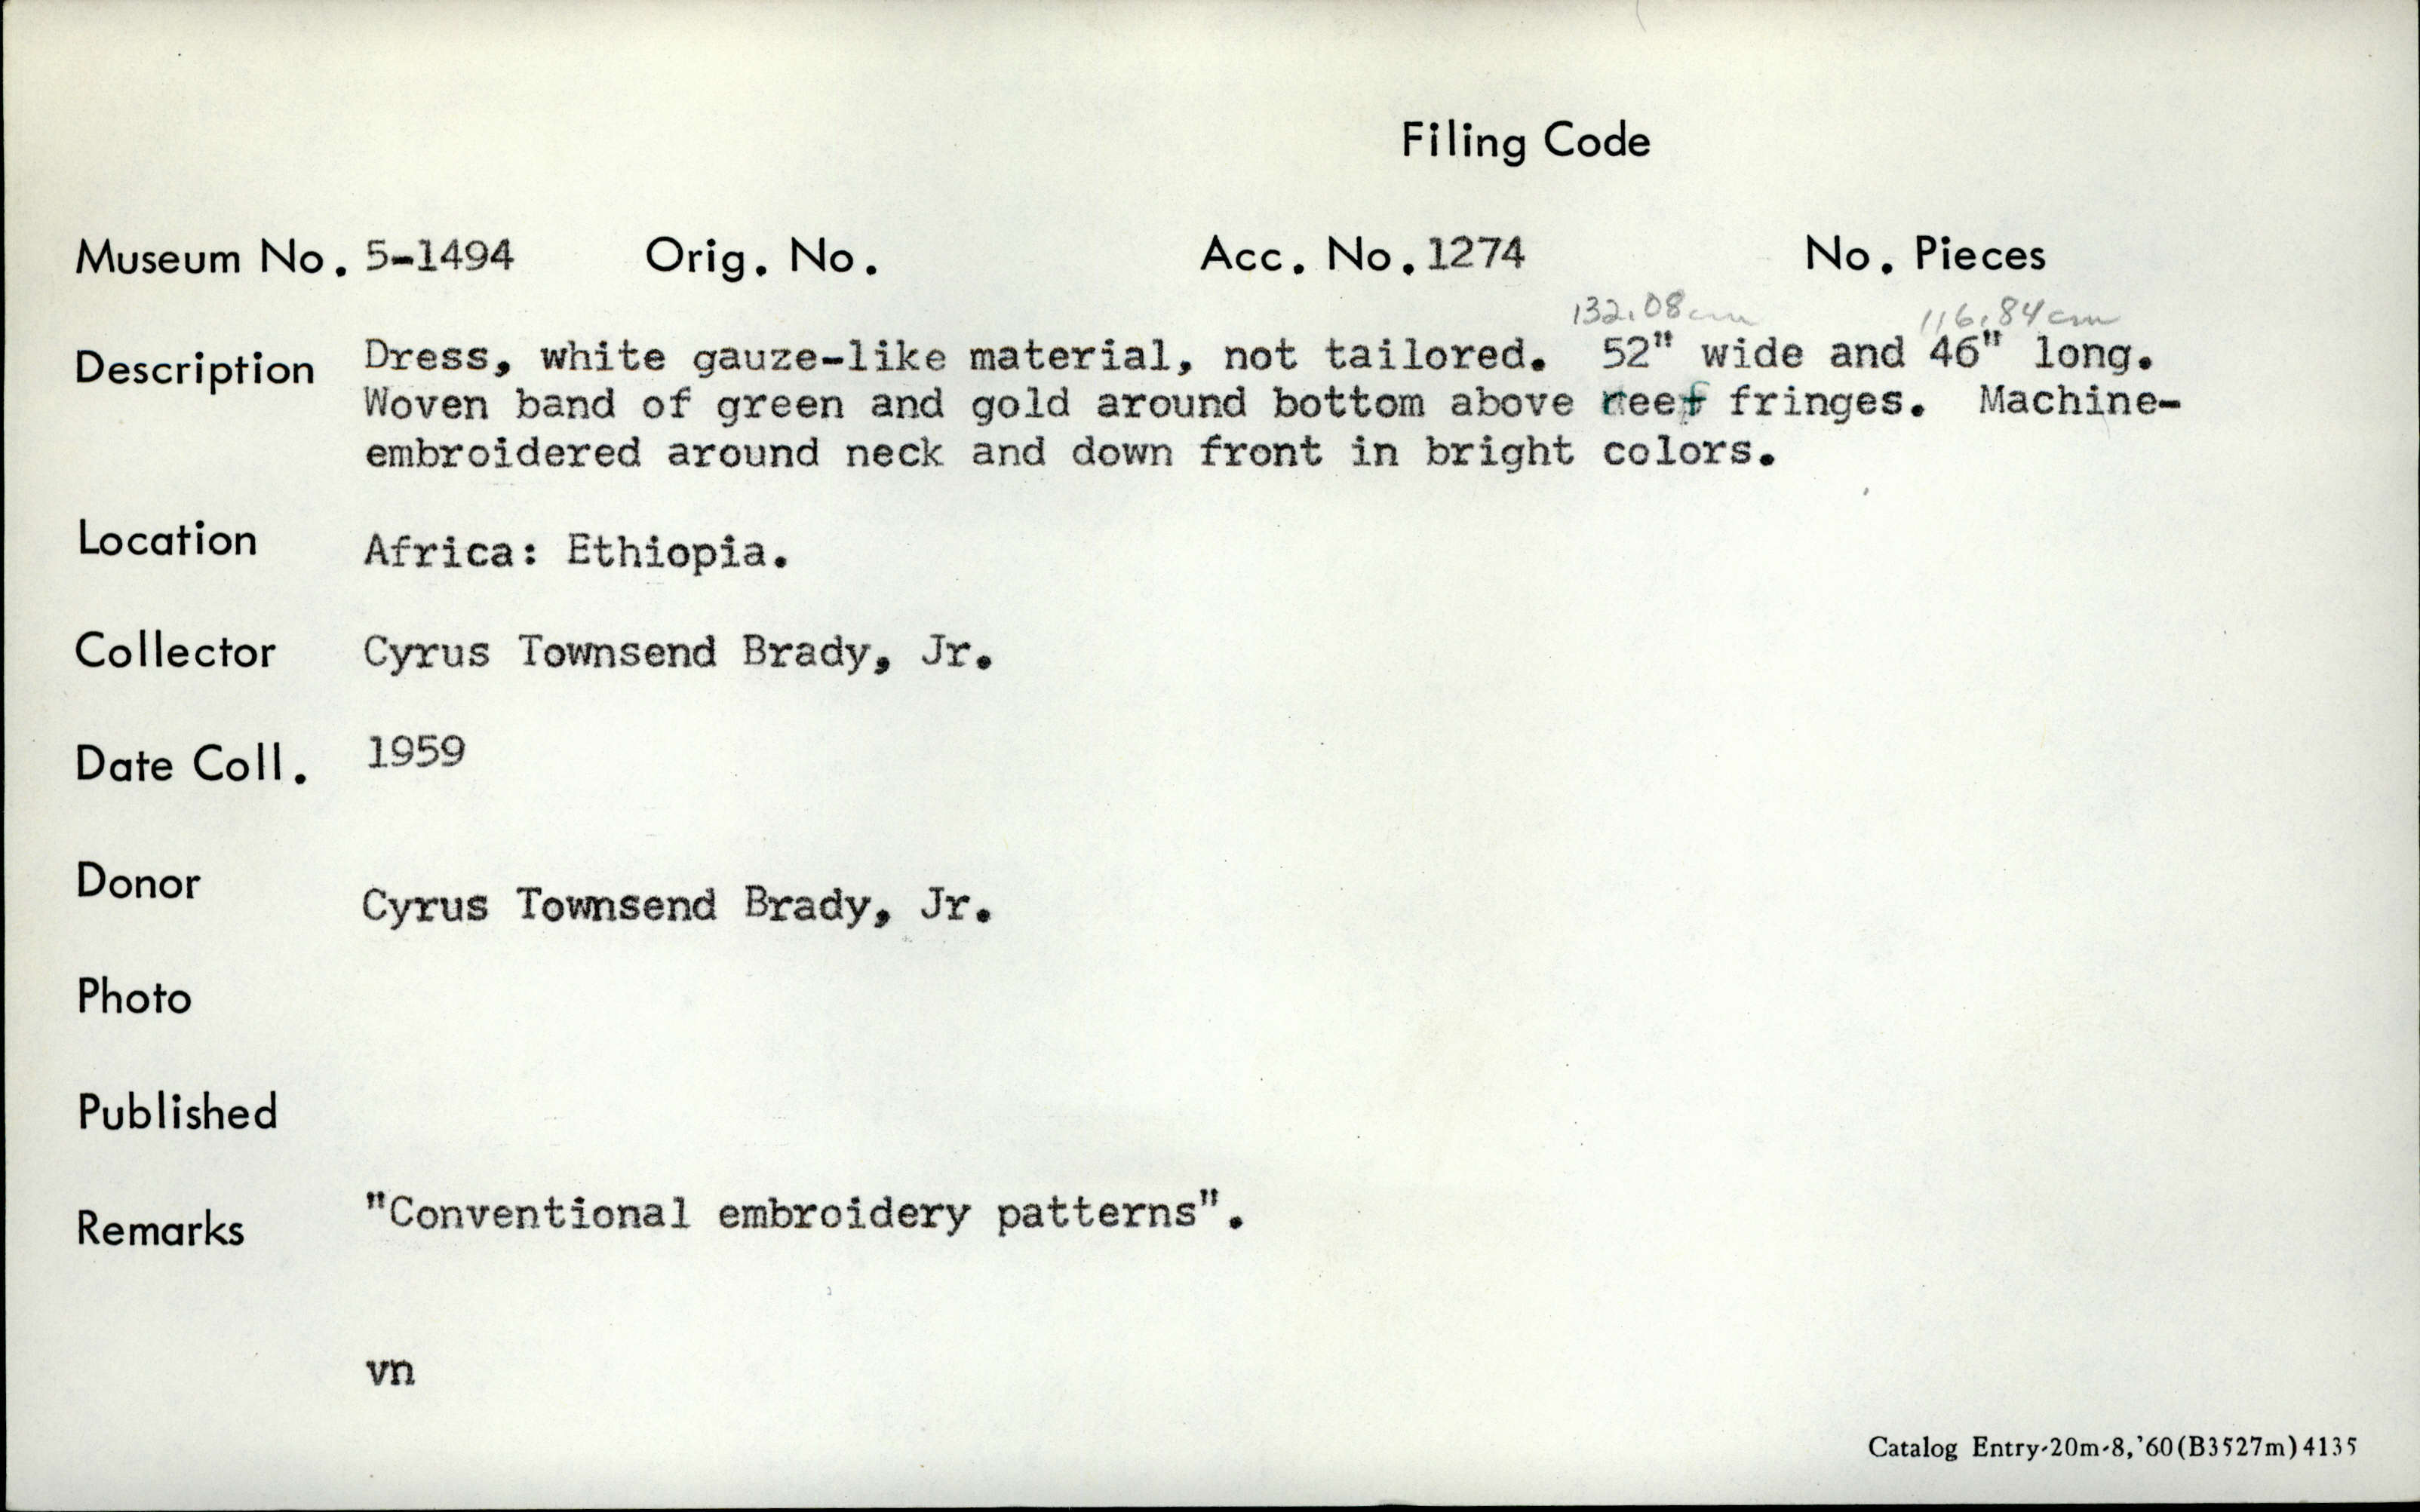 Filing Code
Museum No. 5-1494 Orig. No. Acc. No. 1274 No. Pieces
132.08cm 116.84cm
Description Dress, white gauze-like material, not tailored. 52" wide and 46" long.
Woven band of green and gold around bottom above reef fringes. Machine-
embroidered around neck and down front in bright colors.
Location Africa: Ethiopia.
Collector Cyrus Townsend Brady, Jr.
Date Coll. 1959
Donor Cyrus Townsend Brady, Jr.
Photo
Published
Remarks "Conventional embroidery patterns".
vn
Catalog Entry-20m-8,'60(B3527m)4135